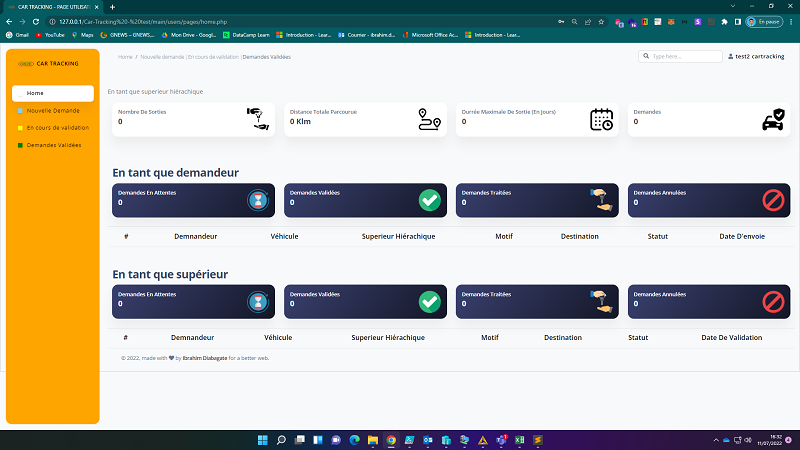 CAR TRACKING - PAGE UTILISAT
127.0.0.1/Car-Tracking%20-%20test/main/users/pages/home.php
En pause
Gmail YouTube Maps GNEWS – GNEWS,... Mon Drive - Googl... DataCamp Learn Introduction - Lear... Courrier - ibrahim.d... Microsoft Office Ac... Introduction - Lear...
CAR TRACKING
Home / Nouvelle demande | En cours de validation | Demandes Validées
Type here...
test2 cartracking
Home
Nouvelle Demande
En cours de validation
Demandes Validées
En tant que superieur hiérachique
Nombre De Sorties
0
Distance Totale Parcourue
0 Klm
Durrée Maximale De Sortie (En Jours)
0
Demandes
0
En tant que demandeur
Demandes En Attentes
0
Demandes Validées
0
Demandes Traitées
0
Demandes Annulées
0
# Demnandeur Véhicule Superieur Hiérachique Motif Destination Statut Date D'envoie
En tant que supérieur
Demandes En Attentes
0
Demandes Validées
0
Demandes Traitées
0
Demandes Annulées
0
# Demnandeur Véhicule Superieur Hiérachique Motif Destination Statut Date De Validation
© 2022, made with ♥ by Ibrahim Diabagate for a better web.
16:32
11/07/2022